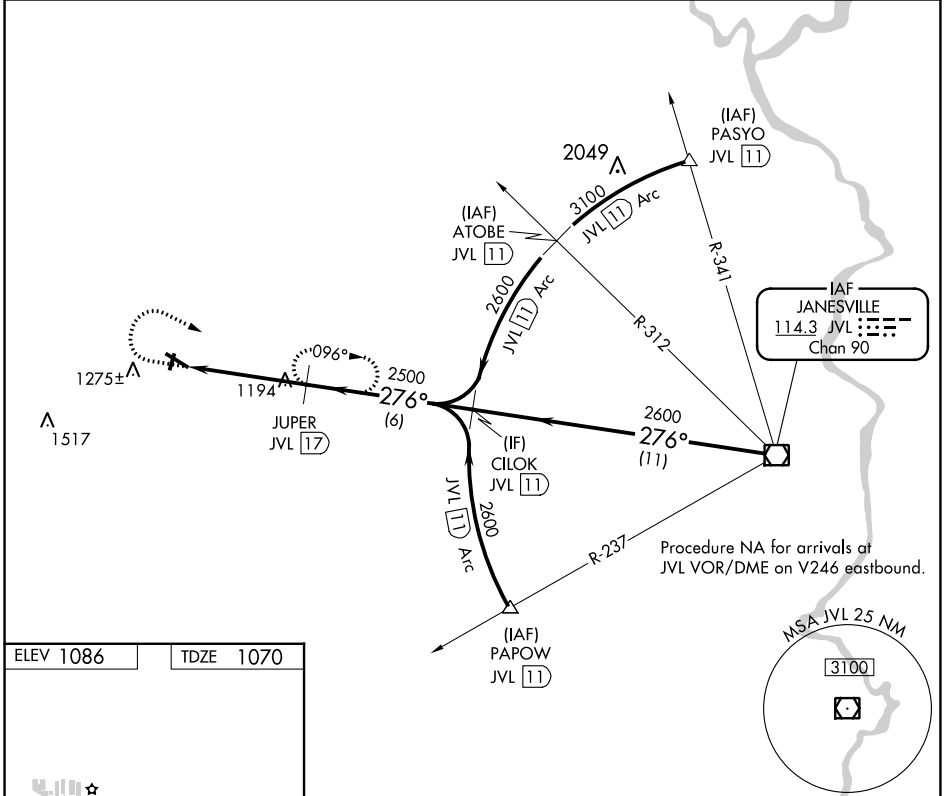 (IAF)
PASYO
JVL 11
2049
3100
JVL 11 Arc
(IAF)
ATOBE
JVL 11
R-341
2600
JVL 11 Arc
R-312
IAF
JANESVILLE
114.3 JVL
Chan 90
096°
1275±
1194
2500
276°
(6)
2600
276°
(11)
1517
JUPER
JVL 17
(IF)
CILOK
JVL 11
JVL 11 Arc
2600
R-237
Procedure NA for arrivals at
JVL VOR/DME on V246 eastbound.
(IAF)
PAPOW
JVL 11
MSA JVL 25 NM
3100
ELEV 1086
TDZE 1070